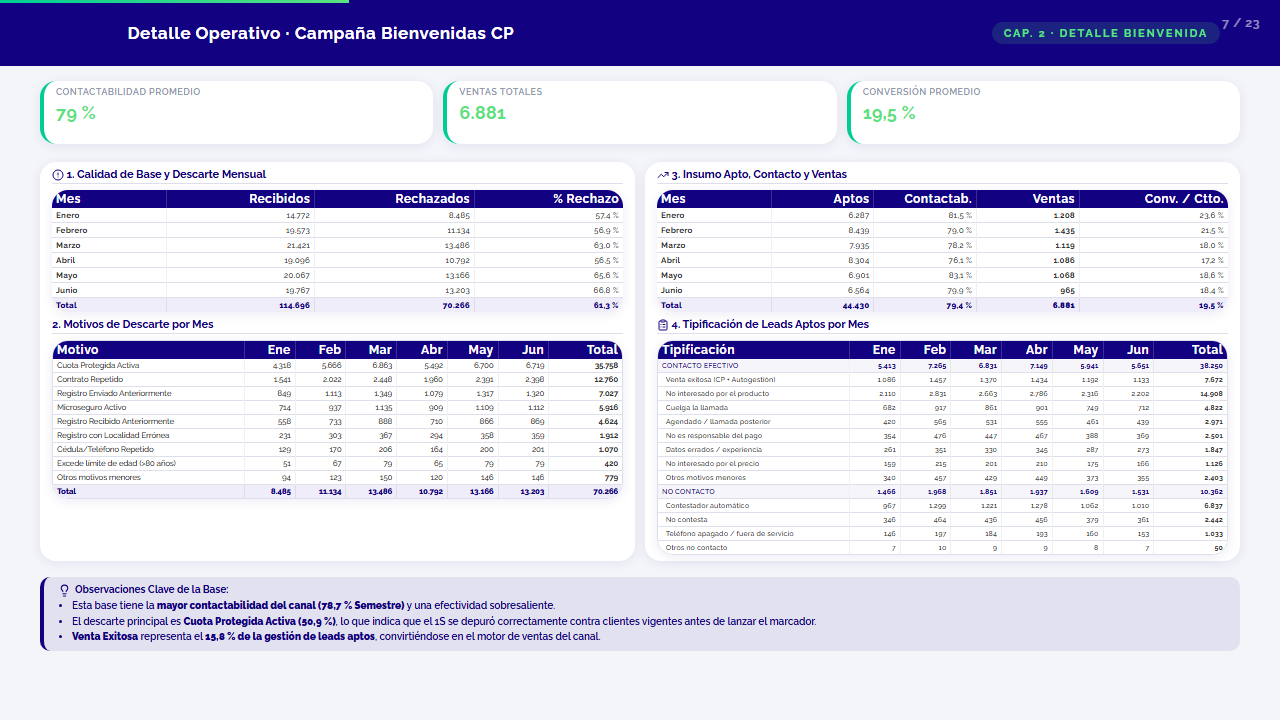 Detalle Operativo · Campaña Bienvenidas CP
CAP. 2 · DETALLE BIENVENIDA
7 / 23
CONTACTABILIDAD PROMEDIO
79 %
VENTAS TOTALES
6.881
CONVERSIÓN PROMEDIO
19,5 %
1. Calidad de Base y Descarte Mensual
Mes Recibidos Rechazados % Rechazo
Enero 14.772 8.485 57,4 %
Febrero 19.573 11.134 56,9 %
Marzo 21.421 13.486 63,0 %
Abril 19.096 10.792 56,5 %
Mayo 20.067 13.166 65,6 %
Junio 19.767 13.203 66,8 %
Total 114.696 70.266 61,3 %
2. Motivos de Descarte por Mes
Motivo Ene Feb Mar Abr May Jun Total
Cuota Protegida Activa 4.318 5.666 6.863 5.492 6.700 6.719 35.758
Contrato Repetido 1.541 2.022 2.448 1.960 2.391 2.398 12.760
Registro Enviado Anteriormente 849 1.113 1.349 1.079 1.317 1.320 7.027
Microseguro Activo 714 937 1.135 909 1.109 1.112 5.916
Registro Recibido Anteriormente 558 733 888 710 866 869 4.624
Registro con Localidad Errónea 231 303 367 294 358 359 1.912
Cédula/Teléfono Repetido 129 170 206 164 200 201 1.070
Excede límite de edad (>80 años) 51 67 79 65 79 79 420
Otros motivos menores 94 123 150 120 146 146 779
Total 8.485 11.134 13.486 10.792 13.166 13.203 70.266
3. Insumo Apto, Contacto y Ventas
Mes Aptos Contactab. Ventas Conv. / Ctto.
Enero 6.287 81,5 % 1.208 23,6 %
Febrero 8.439 79,0 % 1.435 21,5 %
Marzo 7.935 78,2 % 1.119 18,0 %
Abril 8.304 76,1 % 1.086 17,2 %
Mayo 6.901 83,1 % 1.068 18,6 %
Junio 6.564 79,9 % 965 18,4 %
Total 44.430 79,4 % 6.881 19,5 %
4. Tipificación de Leads Aptos por Mes
Tipificación Ene Feb Mar Abr May Jun Total
CONTACTO EFECTIVO 5.413 7.265 6.831 7.149 5.941 5.651 38.250
Venta exitosa (CP + Autogestión) 1.086 1.457 1.370 1.434 1.192 1.133 7.672
No interesado por el producto 2.110 2.831 2.663 2.786 2.316 2.202 14.908
Cuelga la llamada 682 917 861 901 749 712 4.822
Agendado / llamada posterior 420 565 531 555 461 439 2.971
No es responsable del pago 354 476 447 467 388 369 2.501
Datos errados / experiencia 261 351 330 345 287 273 1.847
No interesado por el precio 159 215 201 210 175 166 1.126
Otros motivos menores 340 457 429 449 373 355 2.403
NO CONTACTO 1.466 1.968 1.851 1.937 1.609 1.531 10.362
Contestador automático 967 1.299 1.221 1.278 1.062 1.010 6.837
No contesta 346 464 436 456 379 361 2.442
Teléfono apagado / fuera de servicio 146 197 184 193 160 153 1.033
Otros no contacto 7 10 9 9 8 7 50
Observaciones Clave de la Base:
• Esta base tiene la mayor contactabilidad del canal (78,7 % Semestre) y una efectividad sobresaliente.
• El descarte principal es Cuota Protegida Activa (50,9 %), lo que indica que el 1S se depuró correctamente contra clientes vigentes antes de lanzar el marcador.
• Venta Exitosa representa el 15,8 % de la gestión de leads aptos, convirtiéndose en el motor de ventas del canal.